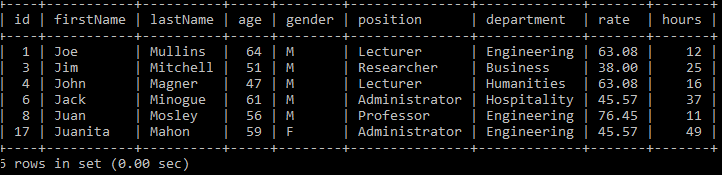 +----+-----------+----------+-----+--------+---------------+-------------+-------+-------+
| id | firstName | lastName | age | gender | position      | department  | rate  | hours |
+----+-----------+----------+-----+--------+---------------+-------------+-------+-------+
|  1 | Joe       | Mullins  |  64 | M      | Lecturer      | Engineering | 63.08 |    12 |
|  3 | Jim       | Mitchell |  51 | M      | Researcher    | Business    | 38.00 |    25 |
|  4 | John      | Magner   |  47 | M      | Lecturer      | Humanities  | 63.08 |    16 |
|  6 | Jack      | Minogue  |  61 | M      | Administrator | Hospitality | 45.57 |    37 |
|  8 | Juan      | Mosley   |  56 | M      | Professor     | Engineering | 76.45 |    11 |
| 17 | Juanita   | Mahon    |  59 | F      | Administrator | Engineering | 45.57 |    49 |
+----+-----------+----------+-----+--------+---------------+-------------+-------+-------+
rows in set (0.00 sec)